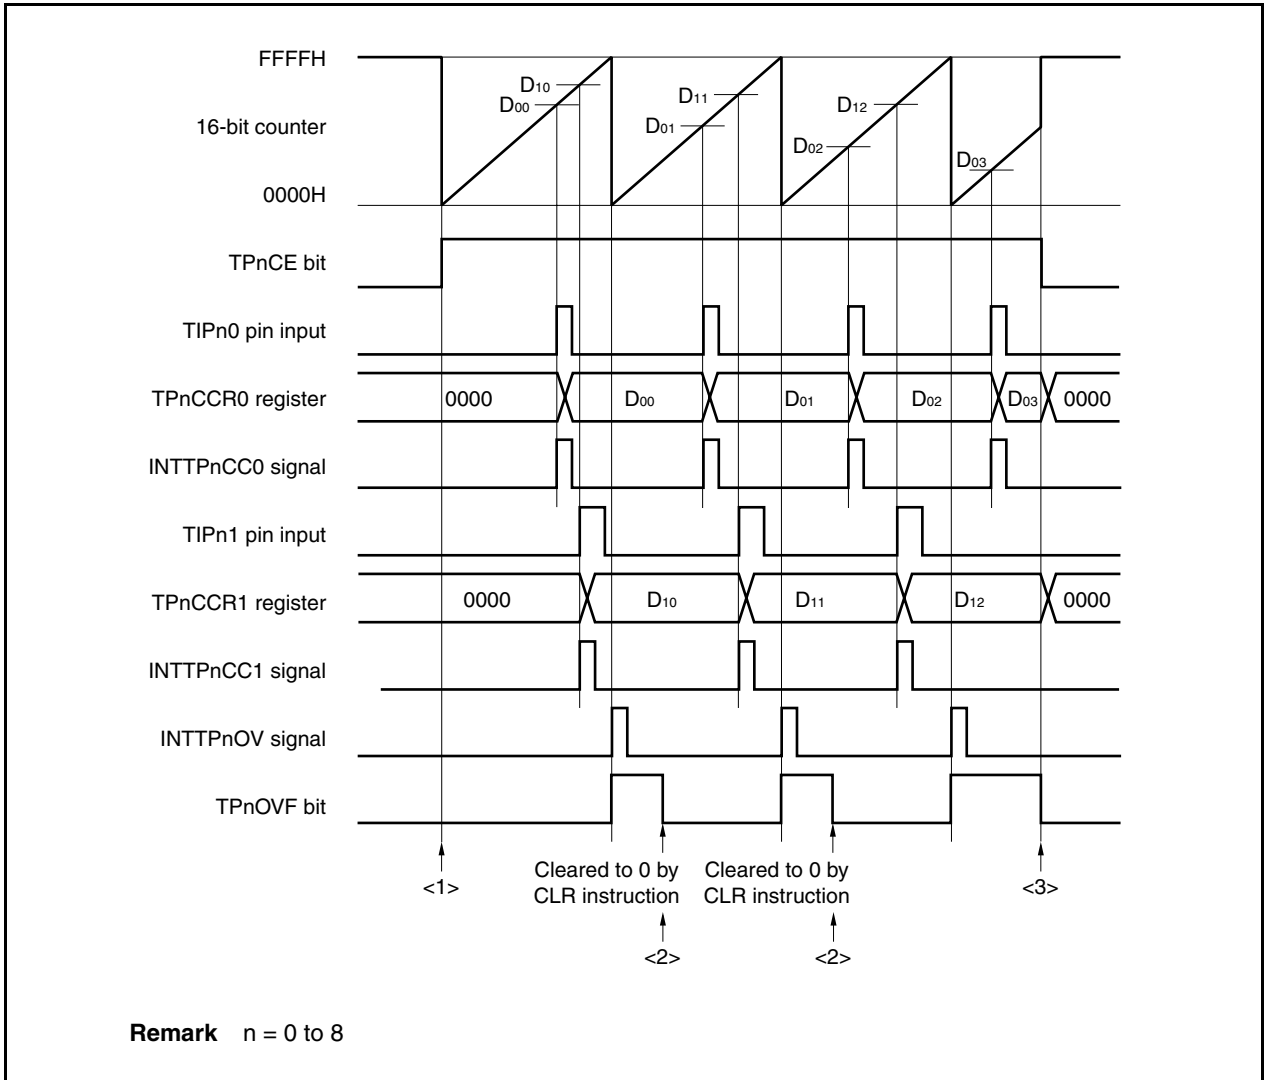 FFFFH
D10
D00
D11
D01
D12
D02
D03
16-bit counter
0000H
TPnCE bit
TIPn0 pin input
TPnCCR0 register
0000 D00 D01 D02 D03 0000
INTTPnCC0 signal
TIPn1 pin input
TPnCCR1 register
0000 D10 D11 D12 0000
INTTPnCC1 signal
INTTPnOV signal
TPnOVF bit
<1>
Cleared to 0 by
CLR instruction
<2>
Cleared to 0 by
CLR instruction
<2>
<3>
Remark n = 0 to 8